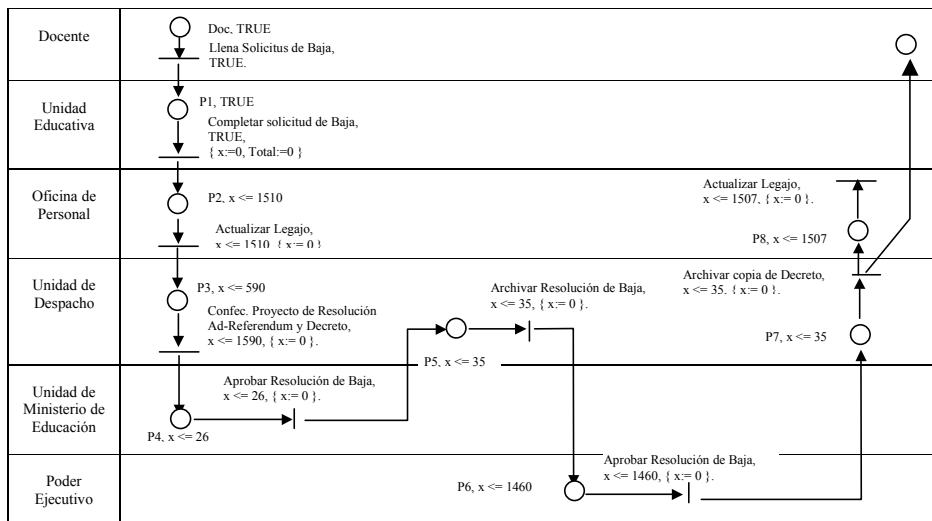 Docente
Doc, TRUE
Llena Solicitus de Baja,
TRUE.
Unidad
Educativa
P1, TRUE
Completar solicitud de Baja,
TRUE,
{ x:=0, Total:=0 }
Oficina de
Personal
P2, x <= 1510
Actualizar Legajo,
x <= 1510, { x:= 0 }
Actualizar Legajo,
x <= 1507, { x:= 0 }.
P8, x <= 1507
Unidad de
Despacho
P3, x <= 590
Confec. Proyecto de Resolución
Ad-Referendum y Decreto,
x <= 1590, { x:= 0 }.
P5, x <= 35
Archivar Resolución de Baja,
x <= 35, { x:= 0 }.
Archivar copia de Decreto,
x <= 35, { x:= 0 }.
P7, x <= 35
Unidad de
Ministerio de
Educación
Aprobar Resolución de Baja,
x <= 26, { x:= 0 }.
P4, x <= 26
Poder
Ejecutivo
P6, x <= 1460
Aprobar Resolución de Baja,
x <= 1460, { x:= 0 }.